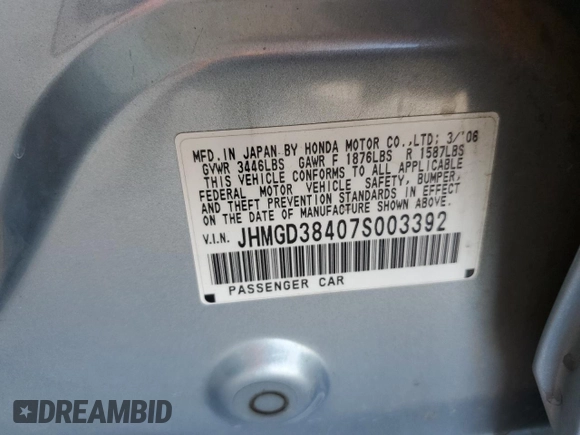 MFD. IN JAPAN BY HONDA MOTOR CO., LTD: 3/'06
GVWR 3446LBS GAWR F 1876LBS R 1587LBS
THIS VEHICLE CONFORMS TO ALL APPLICABLE
FEDERAL MOTOR VEHICLE SAFETY, BUMPER,
AND THEFT PREVENTION STANDARDS IN EFFECT
ON THE DATE OF MANUFACTURE SHOWN ABOVE.
V.I.N. JHMGD38407S003392
PASSENGER CAR
DREAMBID